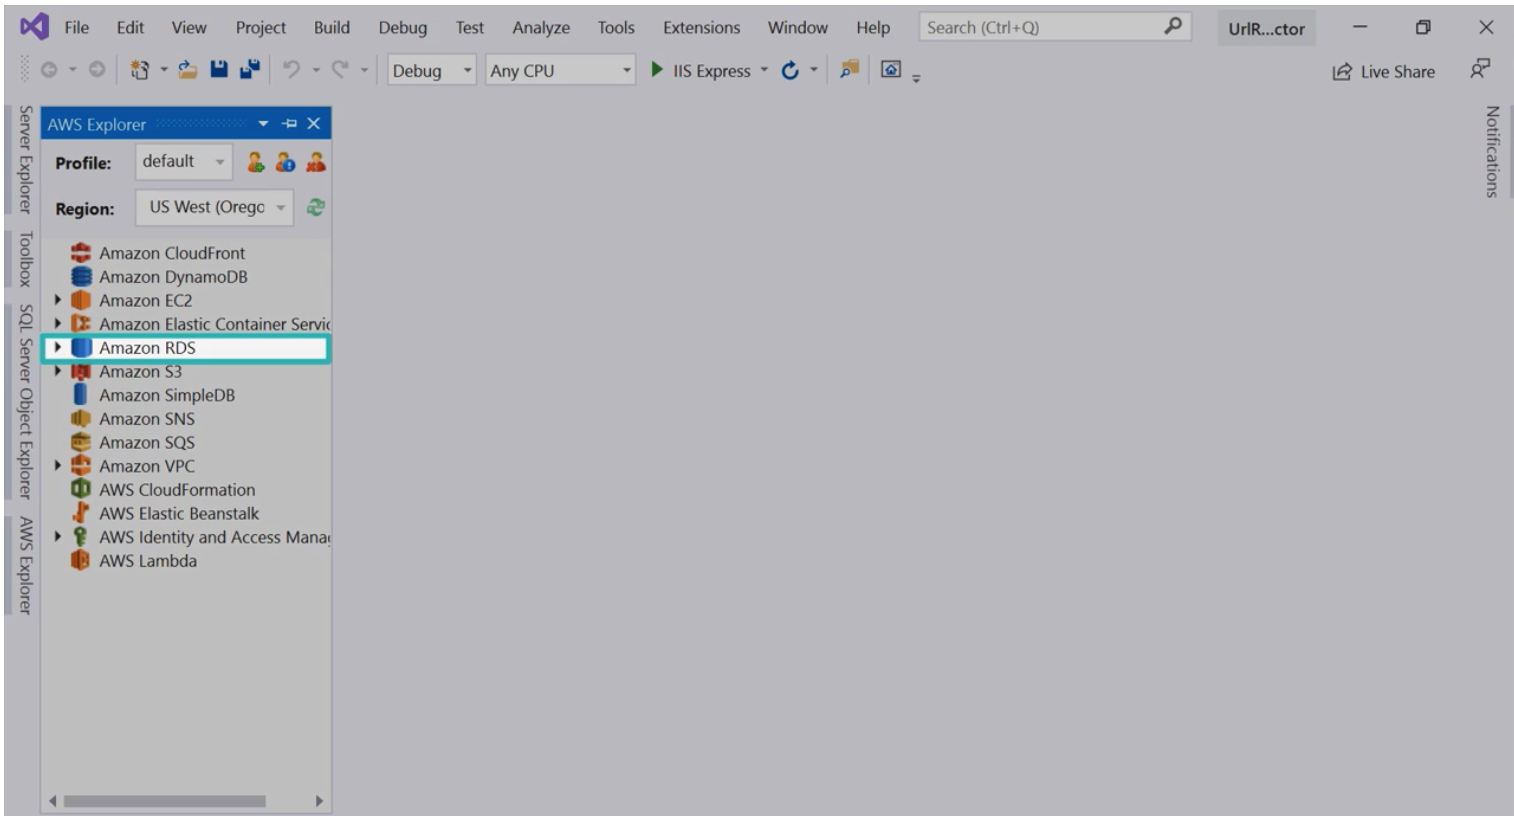 File Edit View Project Build Debug Test Analyze Tools Extensions Window Help Search (Ctrl+Q) UrlR...ctor
Debug Any CPU IIS Express Live Share
Server Explorer
Toolbox
SQL Server Object Explorer
AWS Explorer
AWS Explorer
Profile: default
Region: US West (Orego
Amazon CloudFront
Amazon DynamoDB
Amazon EC2
Amazon Elastic Container Servic
Amazon RDS
Amazon S3
Amazon SimpleDB
Amazon SNS
Amazon SQS
Amazon VPC
AWS CloudFormation
AWS Elastic Beanstalk
AWS Identity and Access Manag
AWS Lambda
Notifications